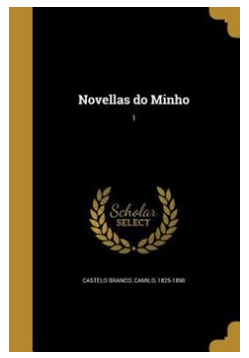 Novellas do Minho
1
Scholar
SELECT
CASTELO BRANCO, CAMILO, 1825-1890